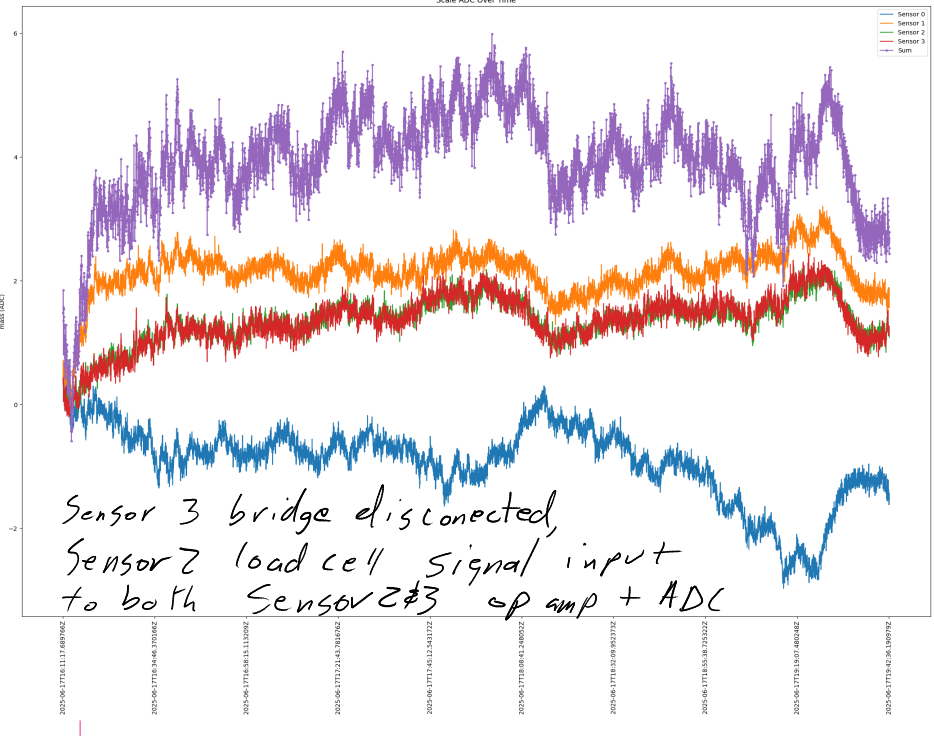 Scale ADC Over Time
Sensor 0
Sensor 1
Sensor 2
Sensor 3
Sum
mass (ADC)
6
4
2
0
−2
Sensor 3 bridge disconected,
Sensor 2 load cell signal input
to both Sensor 2&3 op amp + ADC
2025-06-17T16:11:17.689766Z
2025-06-17T16:34:46.370166Z
2025-06-17T16:58:15.113209Z
2025-06-17T17:21:43.781676Z
2025-06-17T17:45:12.543172Z
2025-06-17T18:08:41.248052Z
2025-06-17T18:32:09.952373Z
2025-06-17T18:55:38.725322Z
2025-06-17T19:19:07.480248Z
2025-06-17T19:42:36.190979Z